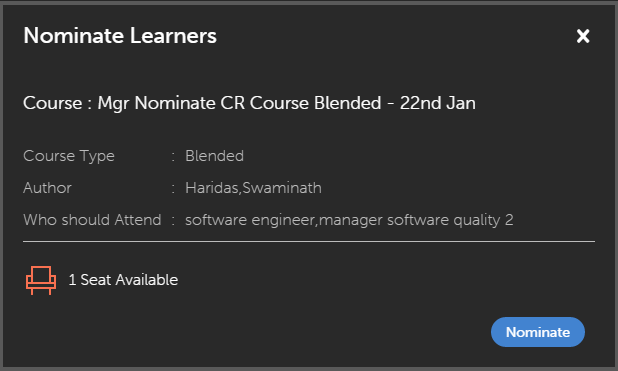 Nominate Learners
Course : Mgr Nominate CR Course Blended - 22nd Jan
Course Type : Blended
Author : Haridas,Swaminath
Who should Attend : software engineer,manager software quality 2
1 Seat Available
Nominate